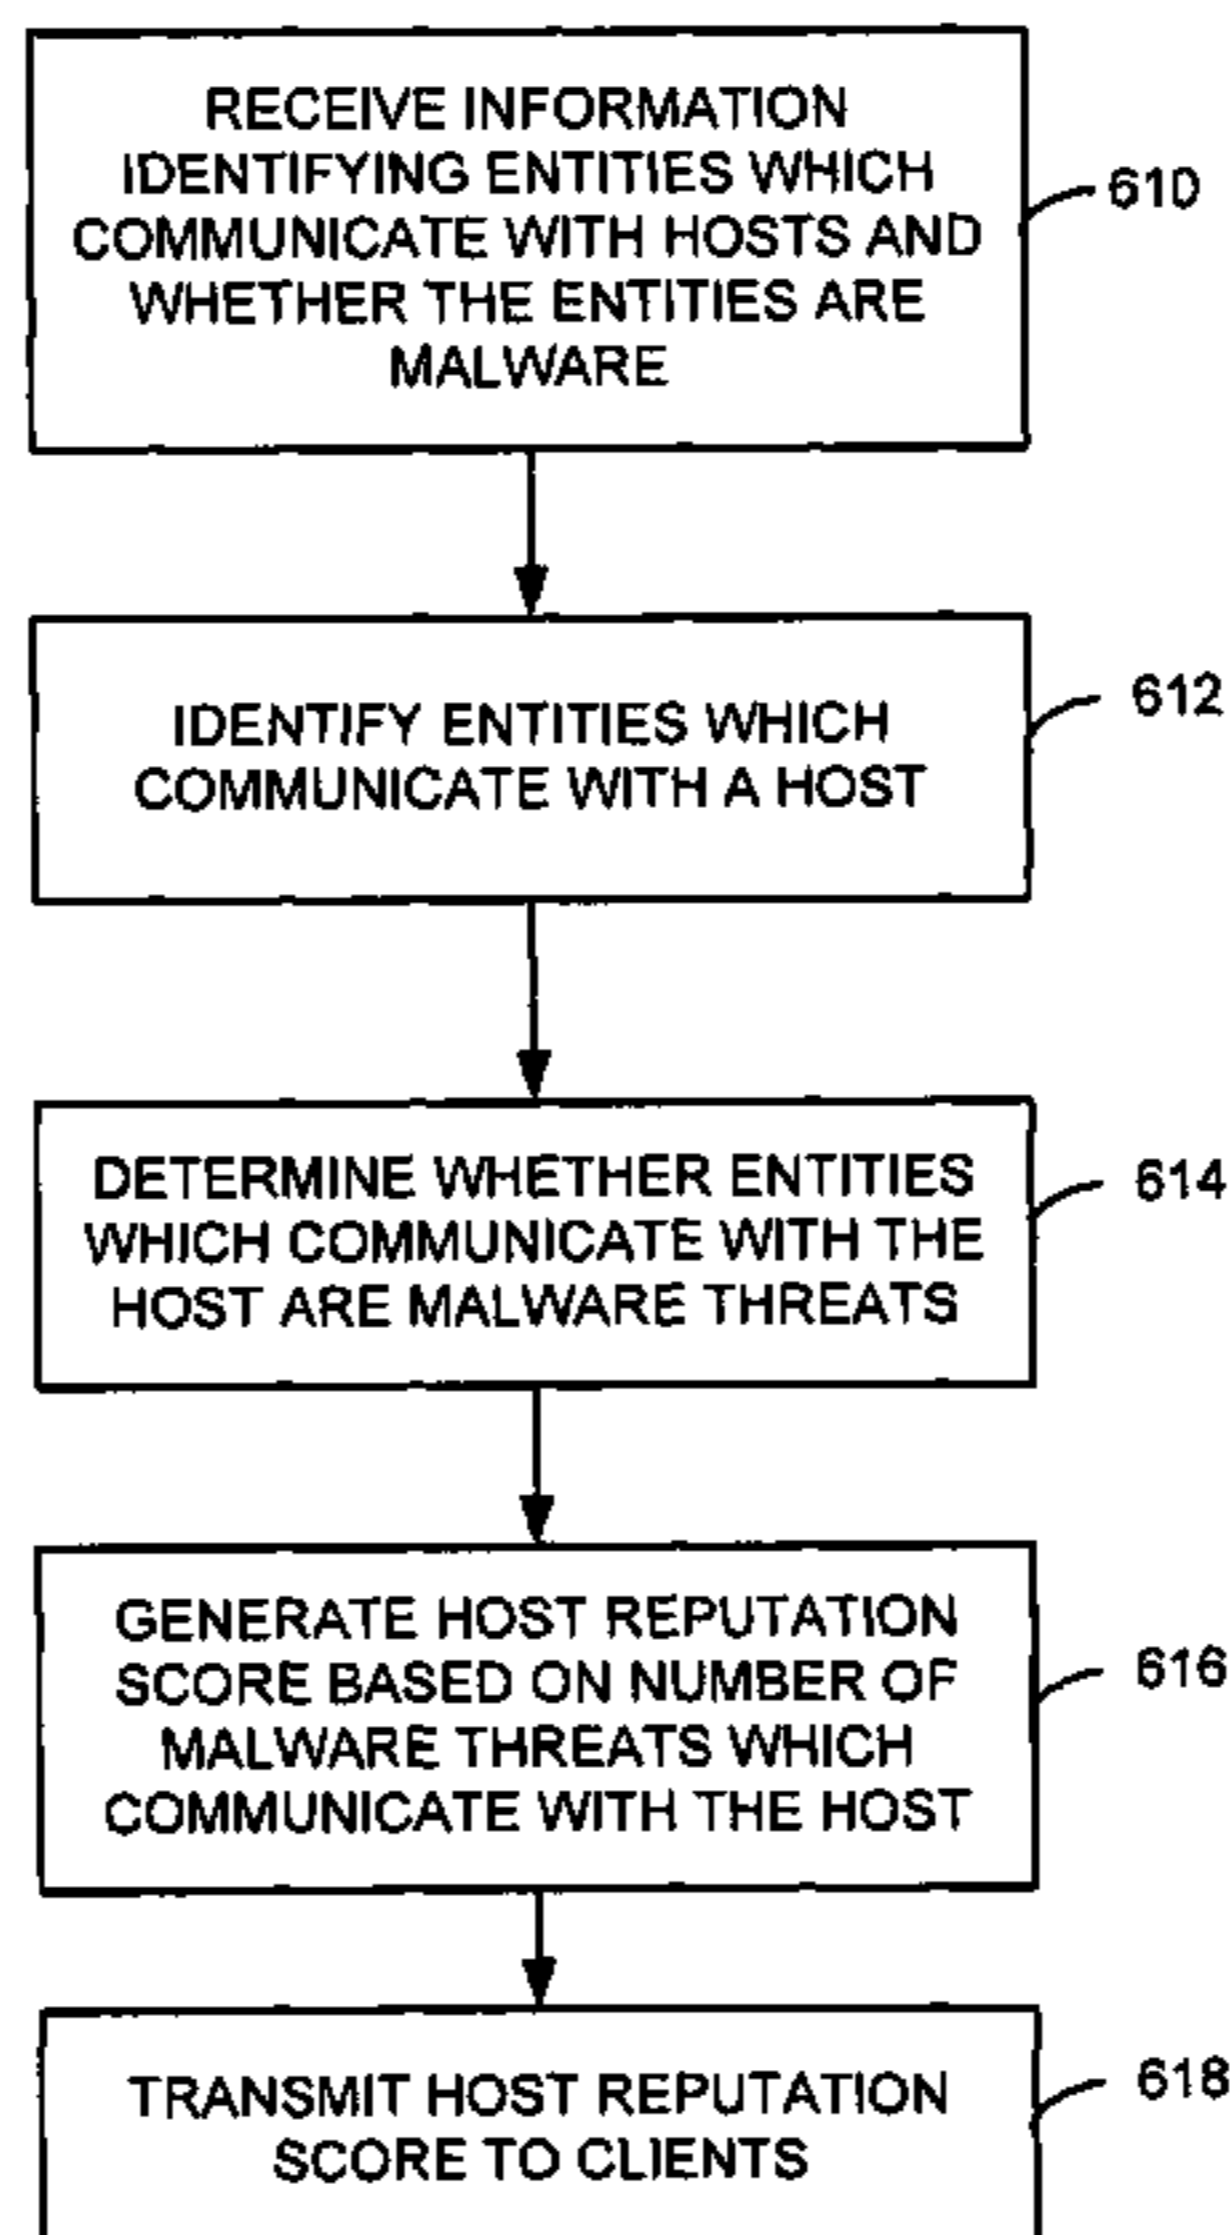 RECEIVE INFORMATION
IDENTIFYING ENTITIES WHICH
COMMUNICATE WITH HOSTS AND
WHETHER THE ENTITIES ARE
MALWARE
610
IDENTIFY ENTITIES WHICH
COMMUNICATE WITH A HOST
612
DETERMINE WHETHER ENTITIES
WHICH COMMUNICATE WITH THE
HOST ARE MALWARE THREATS
614
GENERATE HOST REPUTATION
SCORE BASED ON NUMBER OF
MALWARE THREATS WHICH
COMMUNICATE WITH THE HOST
616
TRANSMIT HOST REPUTATION
SCORE TO CLIENTS
618